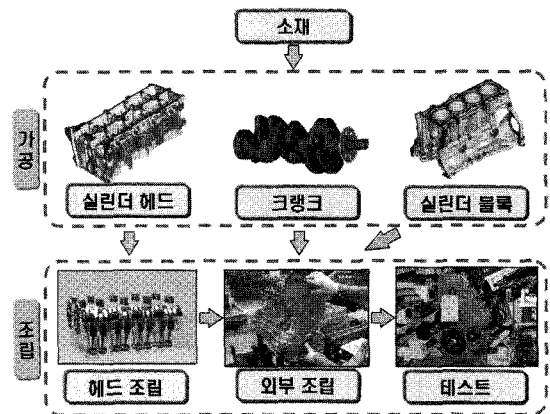 소재
가공
실린더 헤드
크랭크
실린더 블록
조립
헤드 조립
외부 조립
테스트